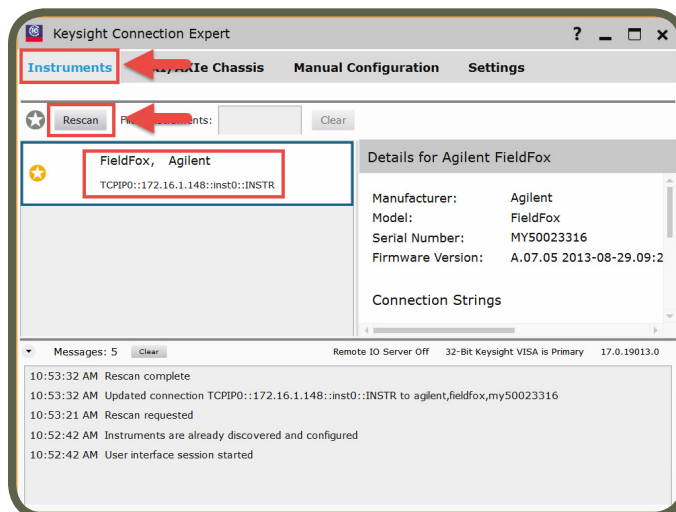 Keysight Connection Expert ?
Instruments AXIe Chassis Manual Configuration Settings
Rescan Clear
FieldFox, Agilent
TCPIP0::172.16.1.148::inst0::INSTR
Details for Agilent FieldFox
Manufacturer: Agilent
Model: FieldFox
Serial Number: MY50023316
Firmware Version: A.07.05 2013-08-29.09:2
Connection Strings
Messages: 5 Clear Remote IO Server Off 32-Bit Keysight VISA is Primary 17.0.19013.0
10:53:32 AM Rescan complete
10:53:32 AM Updated connection TCPIP0::172.16.1.148::inst0::INSTR to agilent,fieldfox,my50023316
10:53:21 AM Rescan requested
10:52:42 AM Instruments are already discovered and configured
10:52:42 AM User interface session started